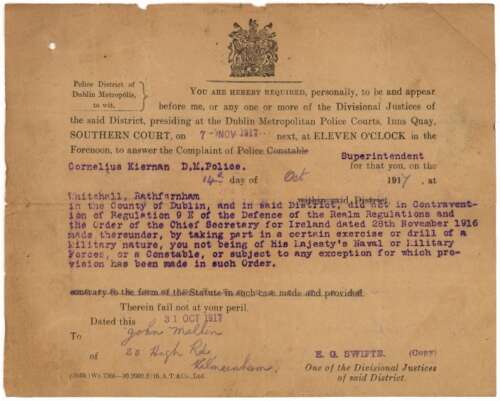 Police District of
Dublin Metropolis,
to wit.
YOU ARE HEREBY REQUIRED, personally, to be and appear
before me, or any one or more of the Divisional Justices of
the said District, presiding at the Dublin Metropolitan Police Courts, Inns Quay,
SOUTHERN COURT, on 7- NOV 1917 next, at ELEVEN O'CLOCK in the
Forenoon, to answer the Complaint of Police Constable Superintendent
Cornelius Kiernan D.M.Police. for that you, on the
14th day of Oct 1917, at
Whitehall, Rathfarnham within said District
in the County of Dublin, and in said District, did act in Contravent-
ion of Regulation 9 E of the Defence of the Realm Regulations and
the Order of the Chief Secretary for Ireland dated 28th November 1916
made thereunder, by taking part in a certain exercise or drill of a
Military nature, you not being of His Majesty's Naval or Military
Forces, or a Constable, or subject to any exception for which pro-
vision has been made in such Order.
contrary to the form of the Statute in such case made and provided.
Therein fail not at your peril.
Dated this 31 OCT 1917
To John
of High Rd
Kilmainham.
E. G. SWIFTE. (COPY)
One of the Divisional Justices
of said District.
A.T.&Co., Ltd.